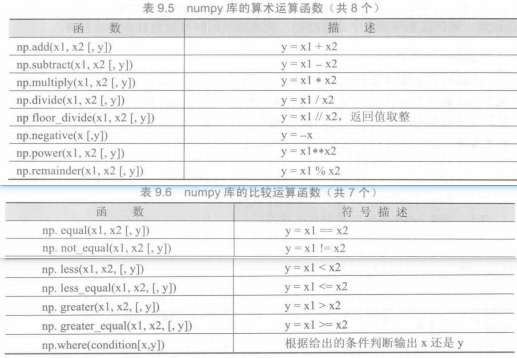 表 9.5 numpy 库的算术运算函数（共 8 个）
函 数 描 述
np.add(x1, x2 [, y]) y = x1 + x2
np.subtract(x1, x2 [, y]) y = x1 – x2
np.multiply(x1, x2 [, y]) y = x1 * x2
np.divide(x1, x2 [, y]) y = x1 / x2
np floor_divide(x1, x2 [, y]) y = x1 // x2，返回值取整
np.negative(x [,y]) y = –x
np.power(x1, x2 [, y]) y = x1**x2
np.remainder(x1, x2 [, y]) y = x1 % x2
表 9.6 numpy 库的比较运算函数（共 7 个）
函 数 符 号 描 述
np. equal(x1, x2 [, y]) y = x1 == x2
np. not_equal(x1, x2 [, y]) y = x1 != x2
np. less(x1, x2, [, y]) y = x1 < x2
np. less_equal(x1, x2, [, y]) y = x1 <= x2
np. greater(x1, x2, [, y]) y = x1 > x2
np. greater_equal(x1, x2, [, y]) y = x1 >= x2
np.where(condition[x,y]) 根据给出的条件判断输出 x 还是 y